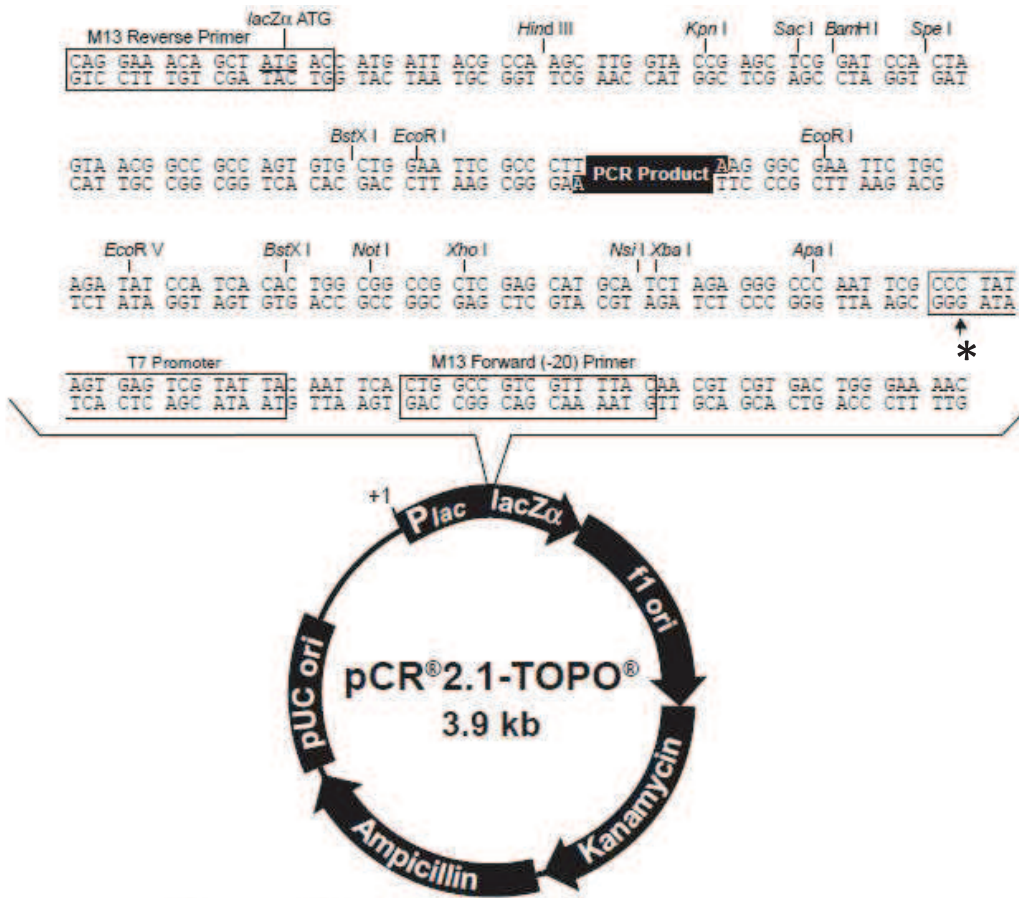 lacZα ATG
M13 Reverse Primer
Hind III Kpn I Sac I BamH I Spe I
CAG GAA ACA GCT ATG ACC ATG ATT ACG CCA AGC TTG GTA CCG AGC TCG GAT CCA CTA
GTC CTT TGT CGA TAC TGG TAC TAA TGC GGT TCG AAC CAT GGC TCG AGC CTA GGT GAT
BstX I EcoR I EcoR I
GTA ACG GCC GCC AGT GTG CTG GAA TTC GCC CTT PCR Product AAG GGC GAA TTC TGC
CAT TGC CGG CGG TCA CAC GAC CTT AAG CGG GAA TTC CCG CTT AAG ACG
EcoR V BstX I Not I Xho I Nsi I Xba I Apa I
AGA TAT CCA TCA CAC TGG CGG CCG CTC GAG CAT GCA TCT AGA GGG CCC AAT TCG CCC TAT
TCT ATA GGT AGT GTG ACC GCC GGC GAG CTC GTA CGT AGA TCT CCC GGG TTA AGC GGG ATA
*
T7 Promoter M13 Forward (-20) Primer
AGT GAG TCG TAT TAC AAT TCA CTG GCC GTC GTT TTA CAA CGT CGT GAC TGG GAA AAC
TCA CTC AGC ATA ATG TTA AGT GAC CGG CAG CAA AAT GTT GCA GCA CTG ACC CTT TTG
+1
Plac lacZα
f1 ori
pUC ori
pCR®2.1-TOPO®
3.9 kb
Kanamycin
Ampicillin